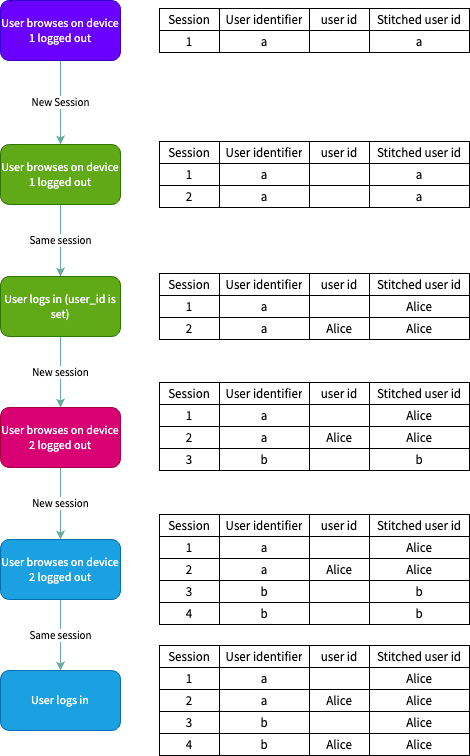 User browses on device
1 logged out
Session User identifier user id Stitched user id
1 a a
New Session
User browses on device
1 logged out
Session User identifier user id Stitched user id
1 a a
2 a a
Same session
User logs in (user_id is
set)
Session User identifier user id Stitched user id
1 a Alice
2 a Alice Alice
New session
User browses on device
2 logged out
Session User identifier user id Stitched user id
1 a Alice
2 a Alice Alice
3 b b
New session
User browses on device
2 logged out
Session User identifier user id Stitched user id
1 a Alice
2 a Alice Alice
3 b b
4 b b
Same session
User logs in
Session User identifier user id Stitched user id
1 a Alice
2 a Alice Alice
3 b Alice
4 b Alice Alice